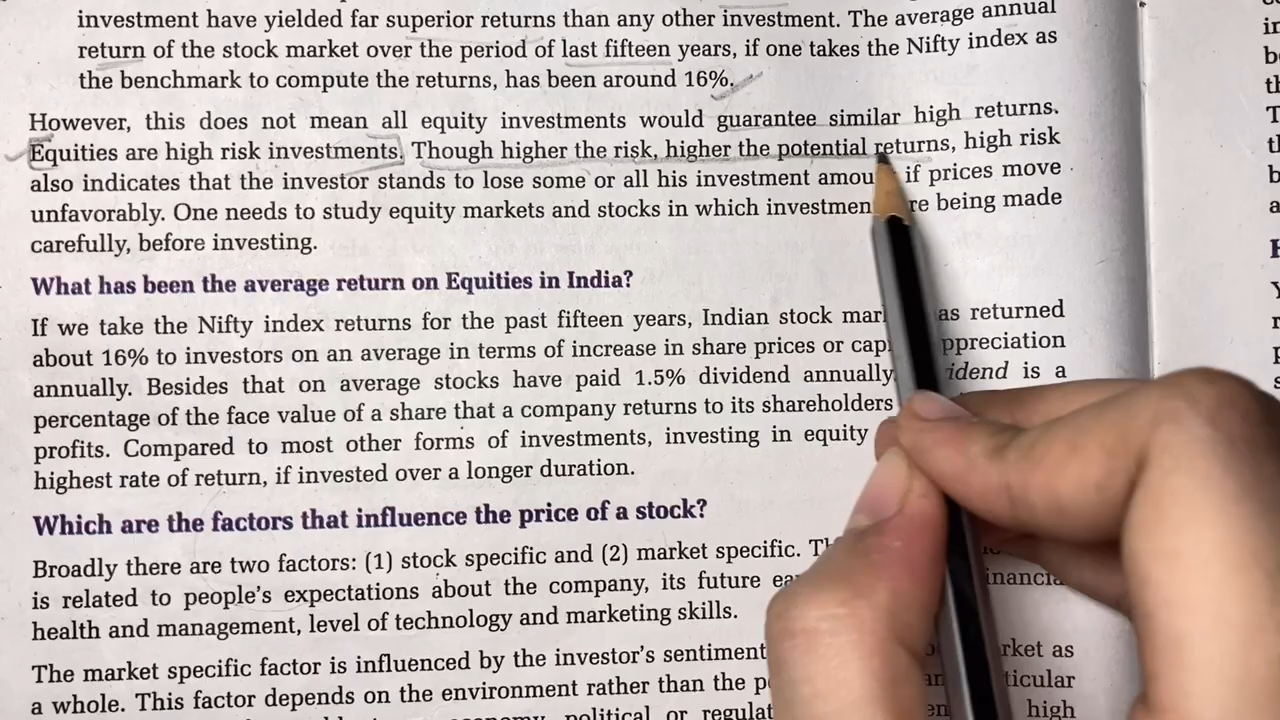 investment have yielded far superior returns than any other investment. The average annual
return of the stock market over the period of last fifteen years, if one takes the Nifty index as
the benchmark to compute the returns, has been around 16%.
However, this does not mean all equity investments would guarantee similar high returns.
Equities are high risk investments. Though higher the risk, higher the potential returns, high risk
also indicates that the investor stands to lose some or all his investment if prices move
unfavorably. One needs to study equity markets and stocks in which being made
carefully, before investing.
What has been the average return on Equities in India?
If we take the Nifty index returns for the past fifteen years, Indian stock as returned
about 16% to investors on an average in terms of increase in share prices or
annually. Besides that on average stocks have paid 1.5% dividend annually is a
percentage of the face value of a share that a company returns to its shareholders
profits. Compared to most other forms of investments, investing in equity
highest rate of return, if invested over a longer duration.
Which are the factors that influence the price of a stock?
Broadly there are two factors: (1) stock specific and (2) market specific.
is related to people's expectations about the company, its future
health and management, level of technology and marketing skills.
The market specific factor is influenced by the investor's sentiment as
a whole. This factor depends on the environment rather than the
political or high